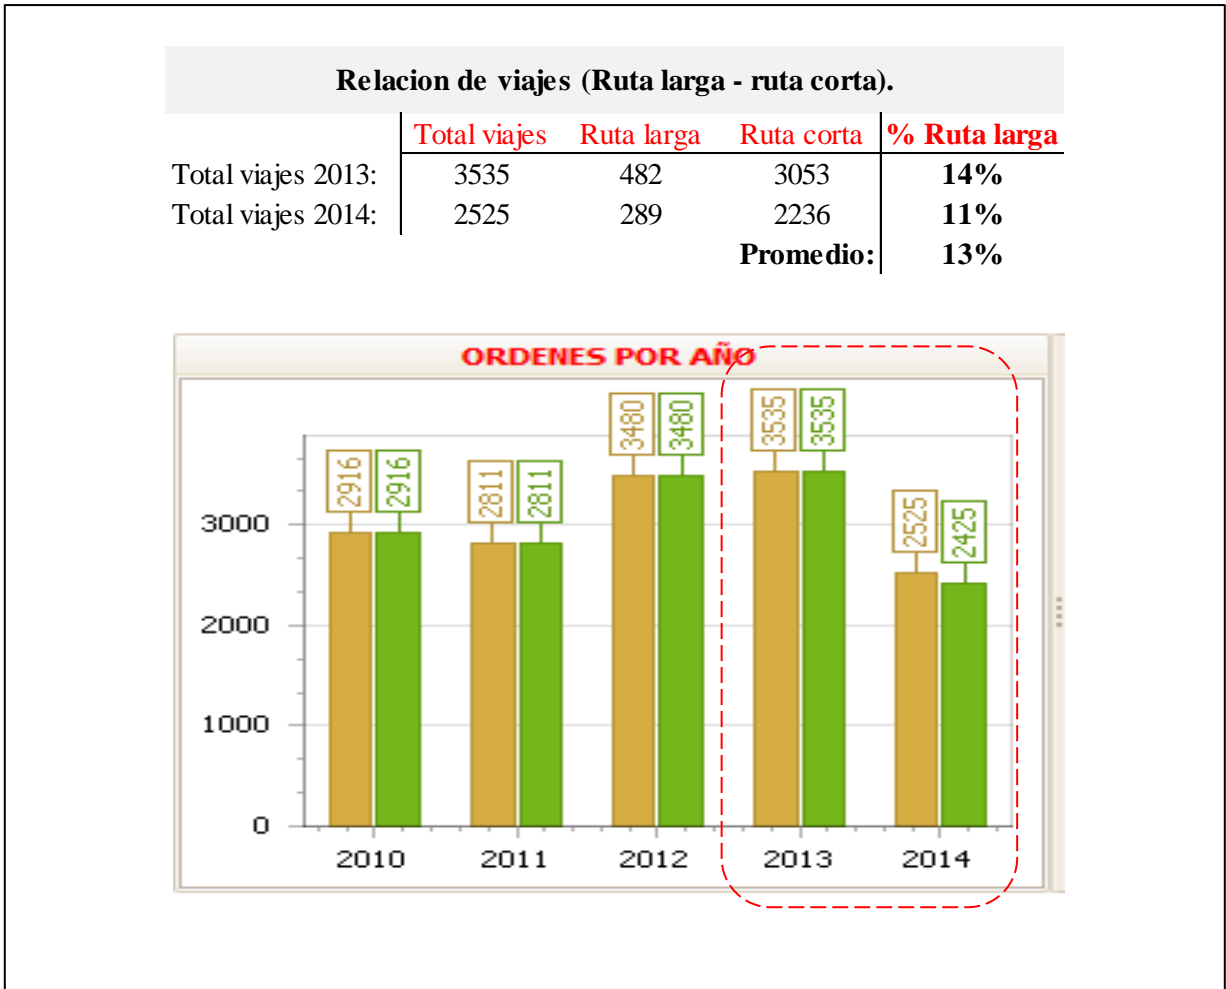 Relacion de viajes (Ruta larga - ruta corta).
Total viajes Ruta larga Ruta corta % Ruta larga
Total viajes 2013: 3535 482 3053 14%
Total viajes 2014: 2525 289 2236 11%
Promedio: 13%
ORDENES POR AÑO
2916 2916 2811 2811 3480 3480 3535 3535 2525 2425
3000
2000
1000
0
2010 2011 2012 2013 2014